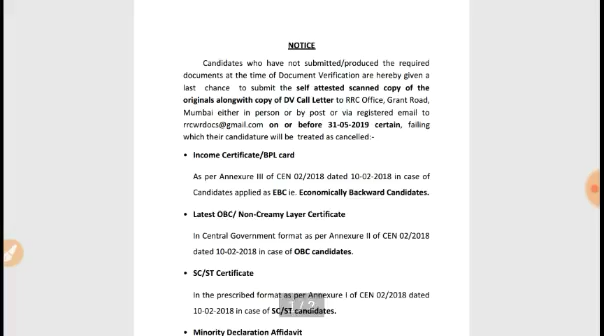 NOTICE
Candidates who have not submitted/produced the required
documents at the time of Document Verification are hereby given a
last chance to submit the self attested scanned copy of the
originals alongwith copy of DV Call Letter to RRC Office, Grant Road,
Mumbai either in person or by post or via registered email to
rrcwrdocs@gmail.com on or before 31-05-2019 certain, failing
which their candidature will be treated as cancelled:-
• Income Certificate/BPL card
As per Annexure III of CEN 02/2018 dated 10-02-2018 in case of
Candidates applied as EBC ie. Economically Backward Candidates.
• Latest OBC/ Non-Creamy Layer Certificate
In Central Government format as per Annexure II of CEN 02/2018
dated 10-02-2018 in case of OBC candidates.
• SC/ST Certificate
In the prescribed format as per Annexure I of CEN 02/2018 dated
10-02-2018 in case of SC/ST candidates.
1 / 2
• Minority Declaration Affidavit